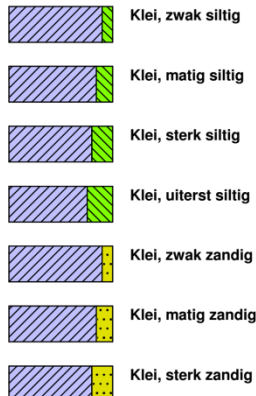 Klei, zwak siltig
Klei, matig siltig
Klei, sterk siltig
Klei, uiterst siltig
Klei, zwak zandig
Klei, matig zandig
Klei, sterk zandig